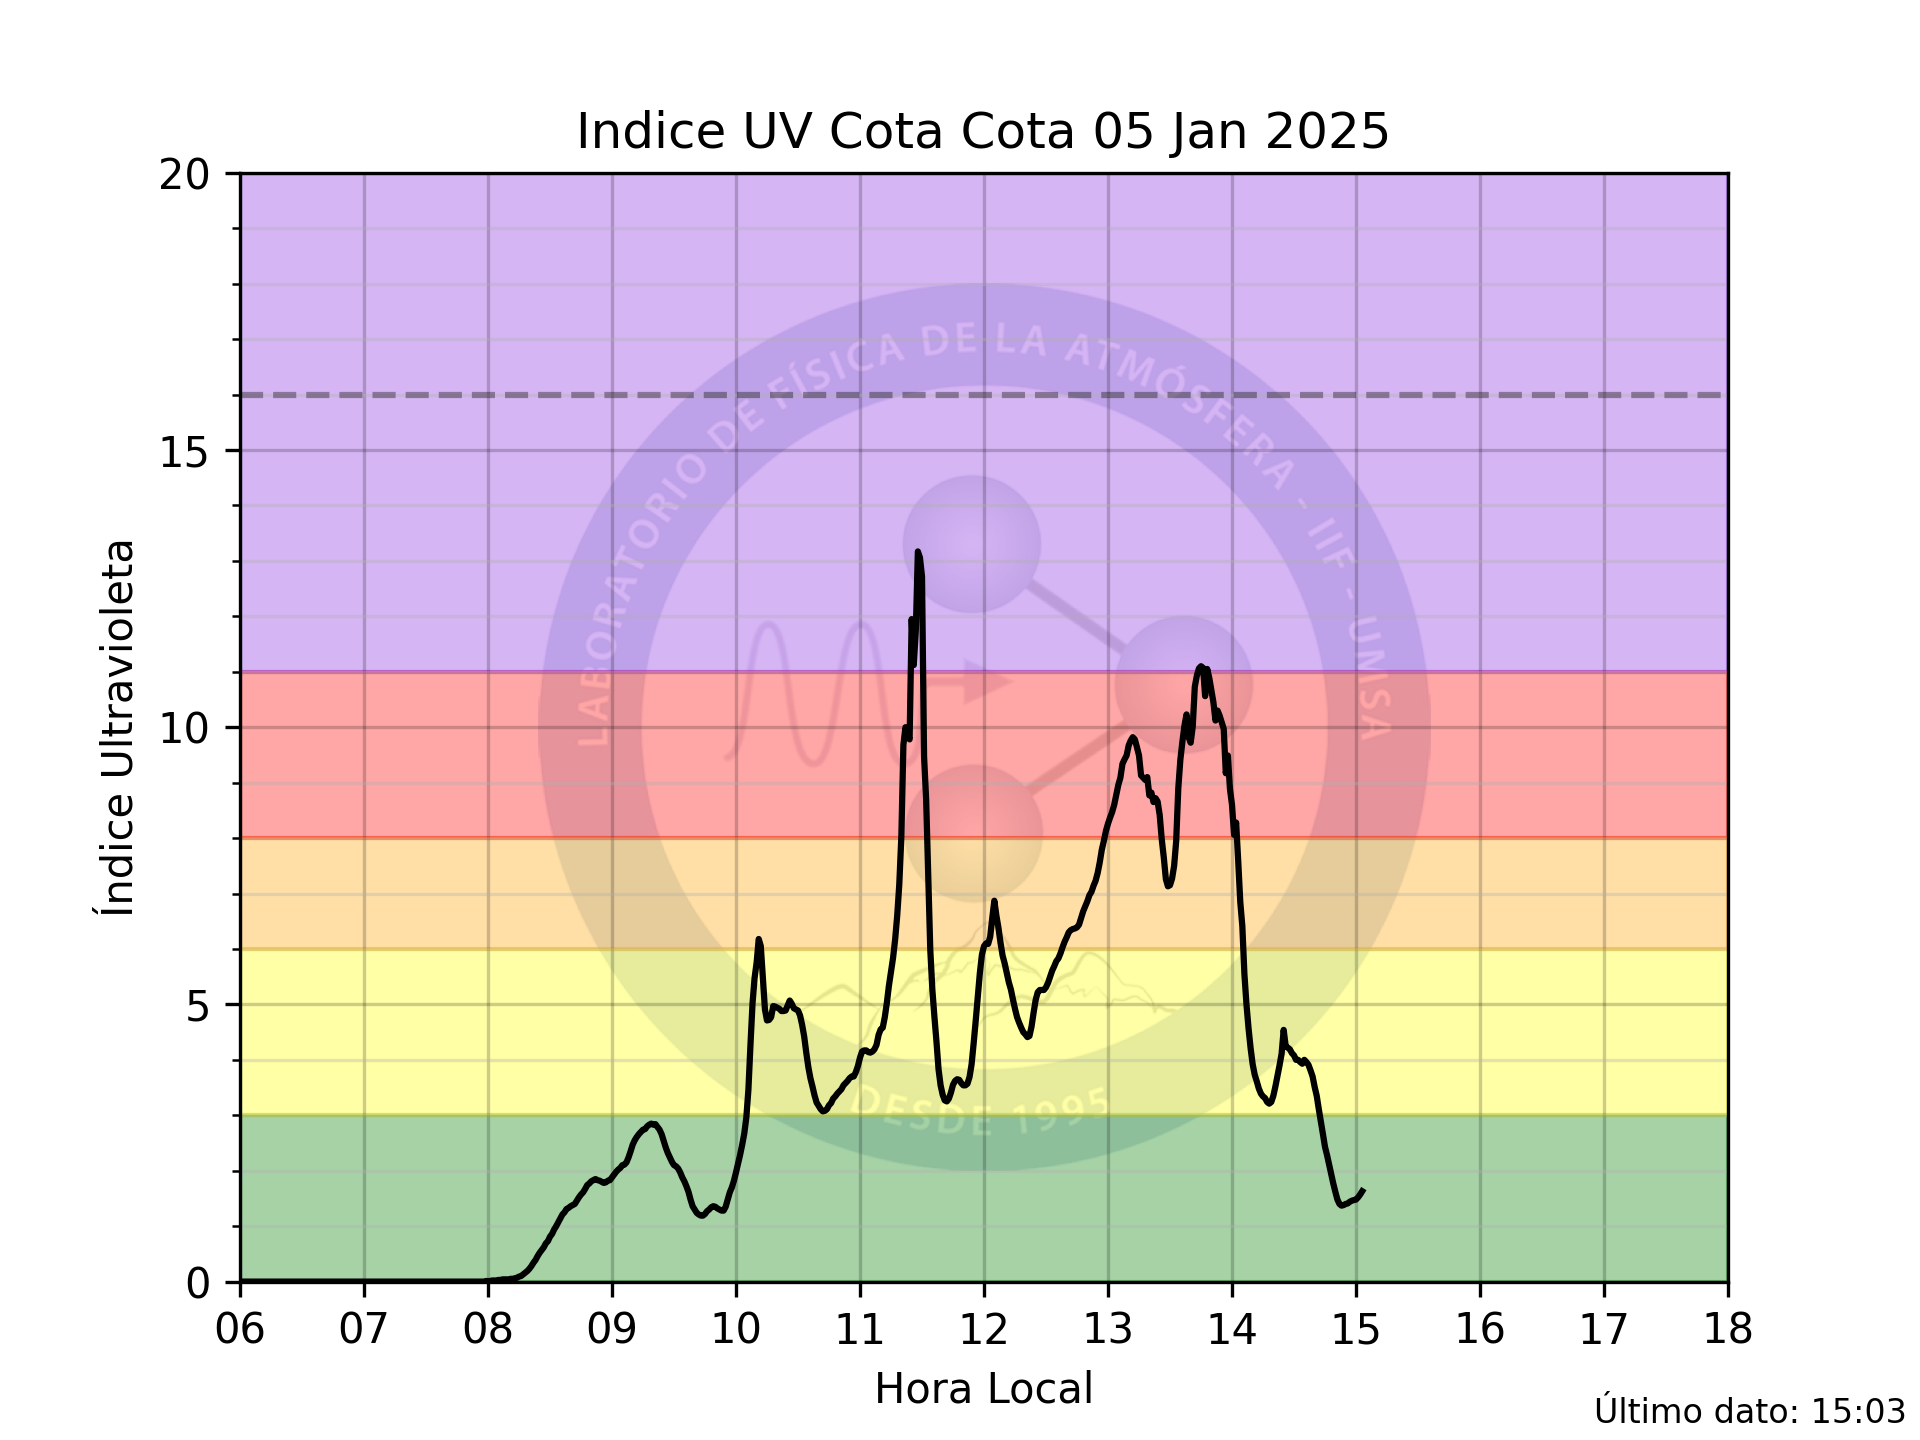 Indice UV Cota Cota 05 Jan 2025
20
15
10
5
0
Índice Ultravioleta
LABORATORIO DE FÍSICA DE LA ATMÓSFERA - IIF - UMSA
DESDE 1995
06 07 08 09 10 11 12 13 14 15 16 17 18
Hora Local
Último dato: 15:03